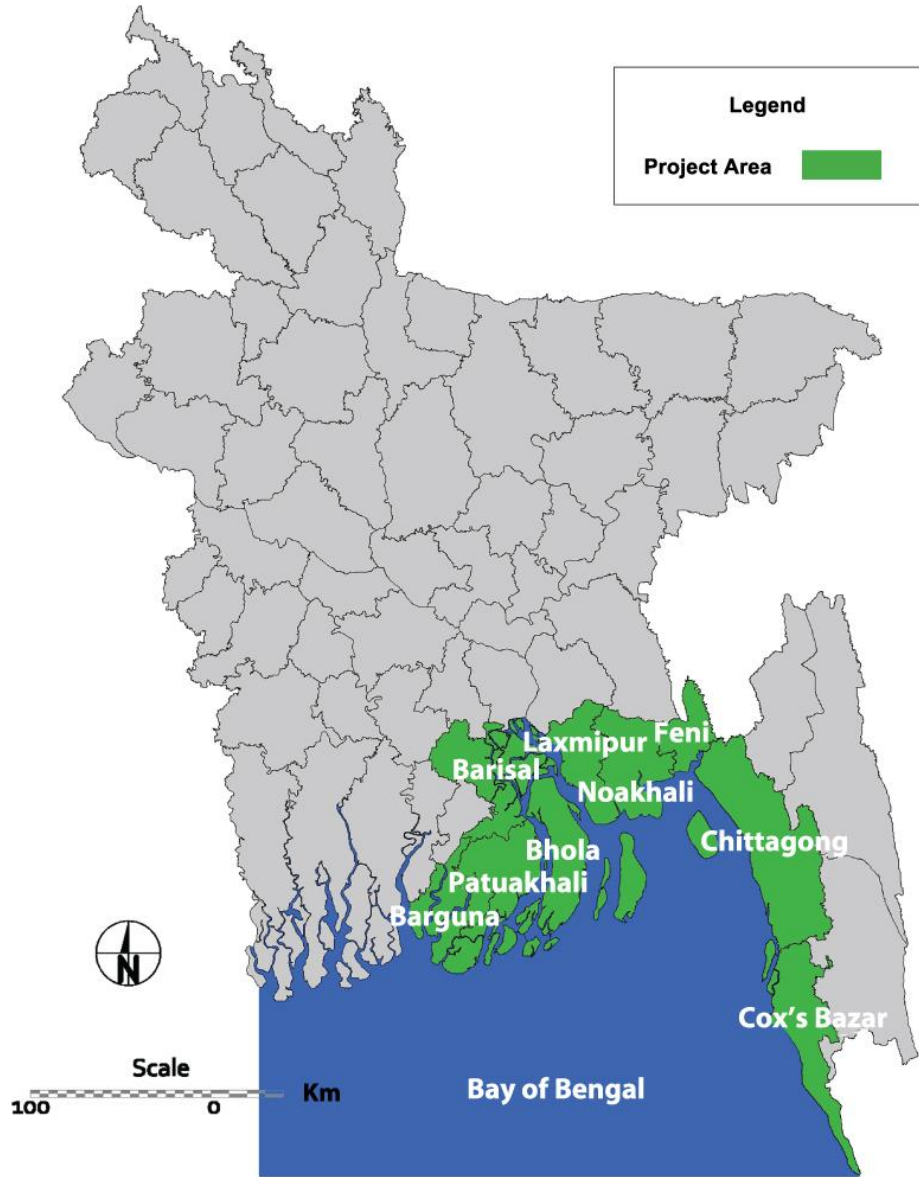 Legend
Project Area
Feni
Laxmipur
Barisal
Noakhali
Chittagong
Bhola
Patuakhali
Barguna
N
Cox's Bazar
Scale
Km
100 0
Bay of Bengal